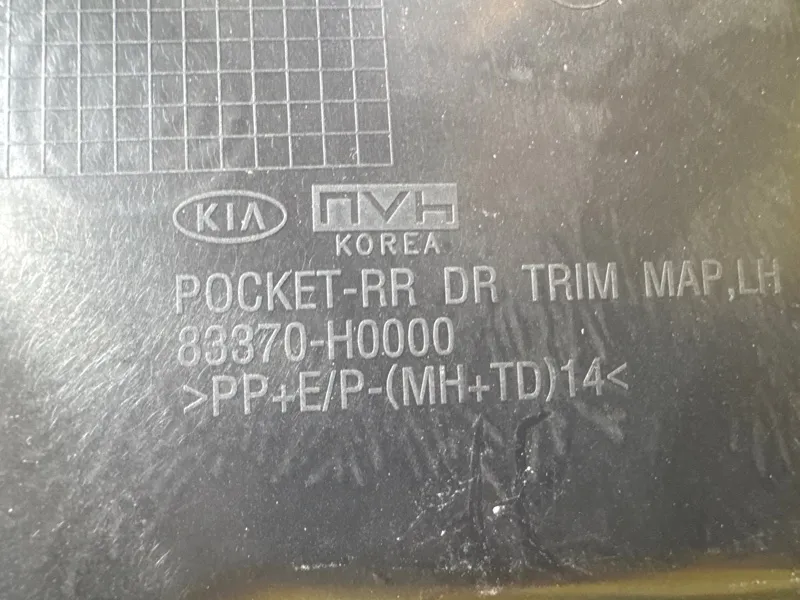 KIA NVH
KOREA
POCKET-RR DR TRIM MAP,LH
83370-H0000
>PP+E/P-(MH+TD)14<